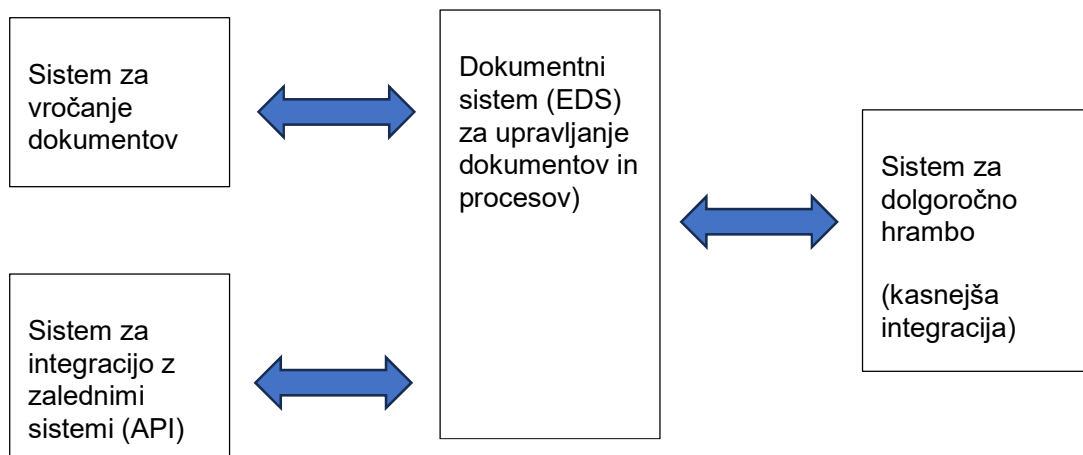 Sistem za
vročanje
dokumentov
Dokumentni
sistem (EDS)
za upravljanje
dokumentov in
procesov)
Sistem za
dolgoročno
hrambo
(kasnejša
integracija)
Sistem za
integracijo z
zalednimi
sistemi (API)